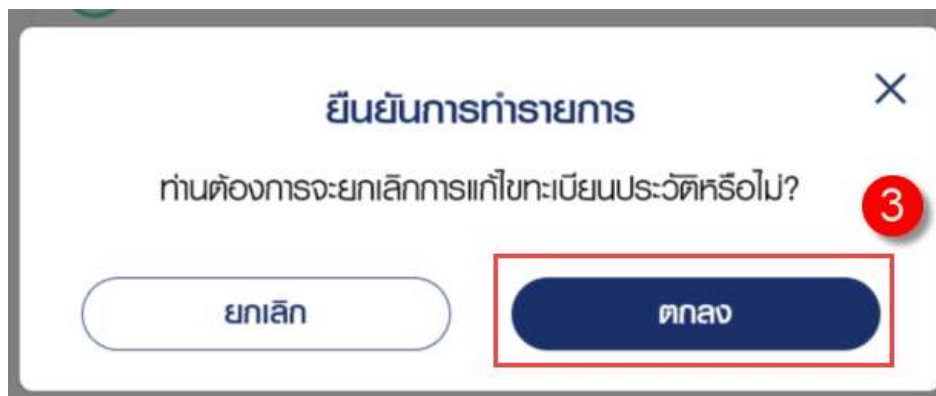 ยืนยันการทำรายการ
ท่านต้องการจะยกเลิกการแก้ไขทะเบียนประวัติหรือไม่?
3
ยกเลิก
ตกลง